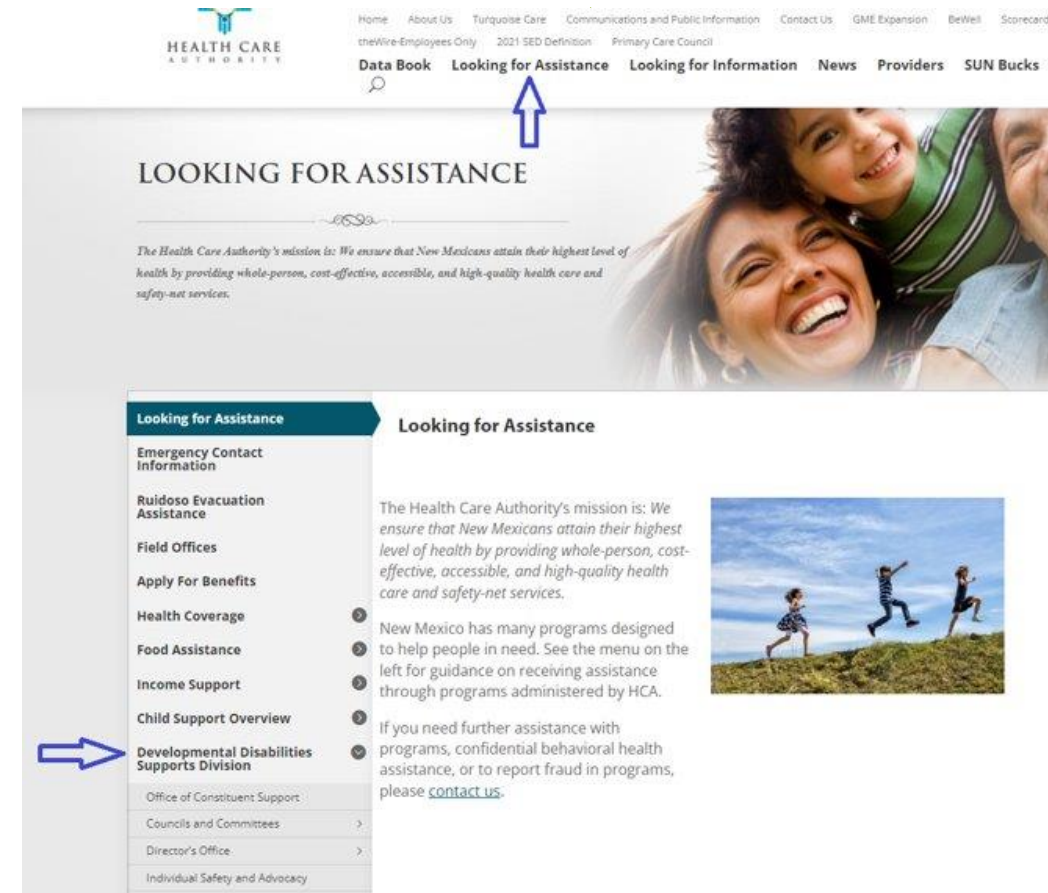 HEALTH CARE
AUTHORITY
Home About Us Turquoise Care Communications and Public Information Contact Us GME Expansion BeWell Scorecard
theWire-Employees Only 2021 SED Definition Primary Care Council
Data Book Looking for Assistance Looking for Information News Providers SUN Bucks
LOOKING FOR ASSISTANCE
The Health Care Authority's mission is: We ensure that New Mexicans attain their highest level of
health by providing whole-person, cost-effective, accessible, and high-quality health care and
safety-net services.
Looking for Assistance
Emergency Contact
Information
Ruidoso Evacuation
Assistance
Field Offices
Apply For Benefits
Health Coverage
Food Assistance
Income Support
Child Support Overview
Developmental Disabilities
Supports Division
Office of Constituent Support
Councils and Committees
Director's Office
Individual Safety and Advocacy
Looking for Assistance
The Health Care Authority's mission is: We
ensure that New Mexicans attain their highest
level of health by providing whole-person, cost-
effective, accessible, and high-quality health
care and safety-net services.
New Mexico has many programs designed
to help people in need. See the menu on the
left for guidance on receiving assistance
through programs administered by HCA.
If you need further assistance with
programs, confidential behavioral health
assistance, or to report fraud in programs,
please contact us.